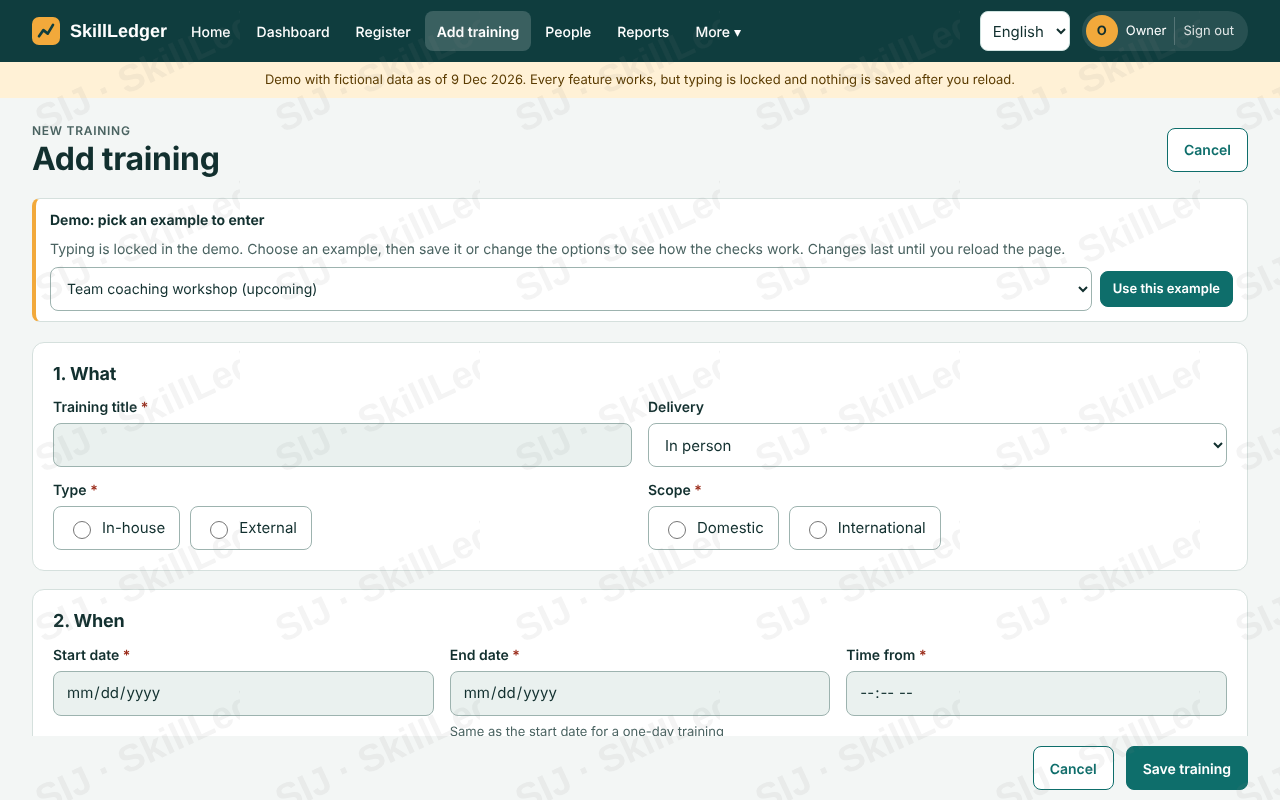 SkillLedger
Home Dashboard Register Add training People Reports More ▾
English
O Owner Sign out
Demo with fictional data as of 9 Dec 2026. Every feature works, but typing is locked and nothing is saved after you reload.
NEW TRAINING
Add training
Cancel
Demo: pick an example to enter
Typing is locked in the demo. Choose an example, then save it or change the options to see how the checks work. Changes last until you reload the page.
Team coaching workshop (upcoming)
Use this example
1. What
Training title *
Delivery
In person
Type *
Scope *
In-house External
Domestic International
2. When
Start date * End date * Time from *
mm/dd/yyyy mm/dd/yyyy --:-- --
Same as the start date for a one-day training
Cancel Save training
SIJ · SkillLer